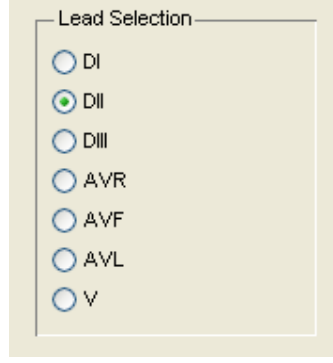 Lead Selection
DI
DII
DIII
AVR
AVF
AVL
V